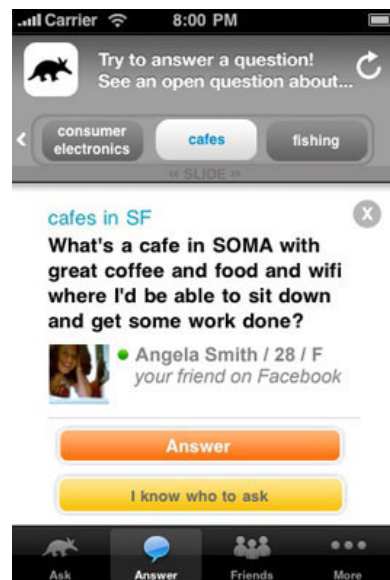 Carrier 8:00 PM
Try to answer a question!
See an open question about...
consumer
electronics
cafes
fishing
« SLIDE »
cafes in SF
X
What's a cafe in SOMA with
great coffee and food and wifi
where I'd be able to sit down
and get some work done?
Angela Smith / 28 / F
your friend on Facebook
Answer
I know who to ask
Ask Answer Friends More